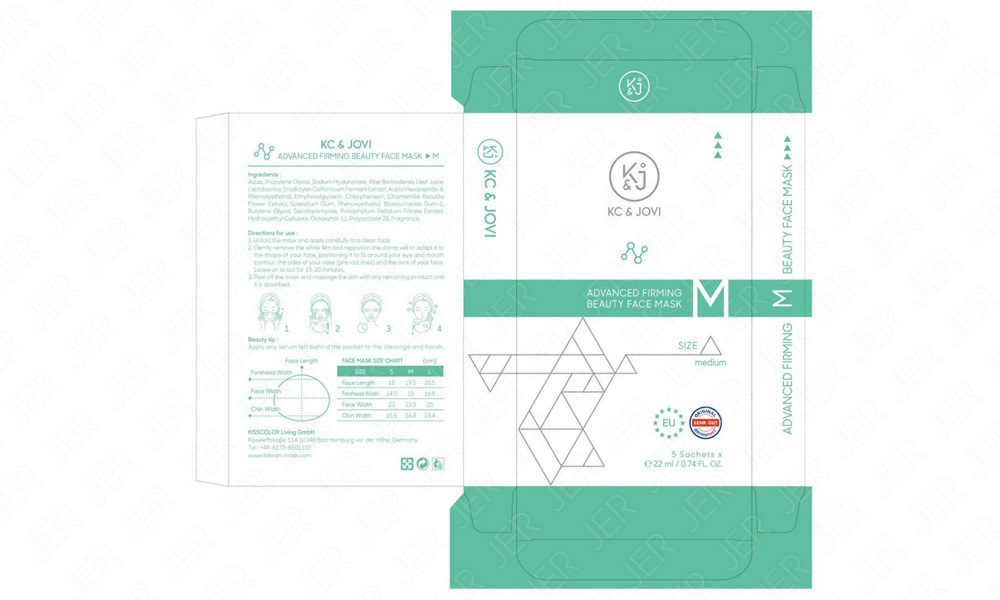 KC & JOVI
ADVANCED FIRMING BEAUTY FACE MASK ▶ M
Ingredients :
Aqua, Propylene Glycol, Sodium Hyaluronate, Aloe Barbadensis Leaf Juice,
Lactobacillus, Eriodictyon Californicum Ferment Extract, Acetyl Hexapeptide-8,
Phenoxyethanol, Ethylhexylglycerin, Chlorphenesin, Chamomilla Recutita
Flower Extract, Sclerotium Gum, Phenoxyethanol, Biosaccharide Gum-1,
Butylene Glycol, Saccharomyces, Podophyllum Peltatum Filtrate Extract,
Hydroxyethyl Cellulose, Octoxynol-11, Polysorbate-20, Fragrance.
Directions for use :
1. Unfold the mask and apply carefully to a clean face.
2. Gently remove the white film and reposition the damp veil to adapt it to
the shape of your face, positioning it to fit around your eye and mouth
contour, the sides of your nose (pre-cut lines) and the oval of your face.
Leave on to act for 15-20 minutes.
3. Peel off the mask and massage the skin with any remaining product until
it is absorbed.
1 2 3 4
Beauty tip :
Apply any serum left behind the packet to the cleavage and hands.
Face Length
Forehead Width
Face Width
Chin Width
FACE MASK SIZE CHART (cm)
SIZE S M L
Face Length 18 19.5 20.5
Forehead Width 14.5 15 16.9
Face Width 23 23.5 25
Chin Width 15.5 16.8 18.4
KISSCOLOR Living GmbH
Kisseleffstraße 11A 61348 Bad Homburg vor der Höhe, Germany
Tel : +49-6172-8501102
www.taiwan-mask.com
K&J
KC & JOVI
K&J
K&J
KC & JOVI
ADVANCED FIRMING
BEAUTY FACE MASK
M
SIZE
medium
EU
ORIGINAL
SEHR GUT
5 Sachets x
℮ 22 ml / 0.74 FL. OZ.
ADVANCED FIRMING M BEAUTY FACE MASK
JER